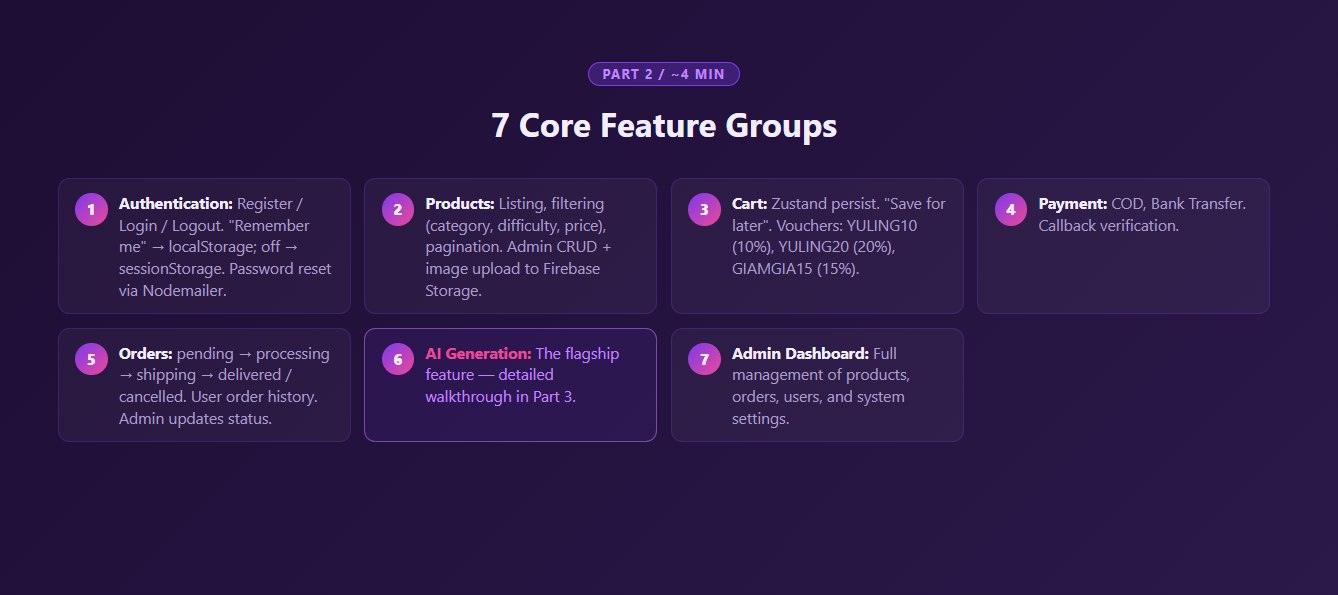 PART 2 / ~4 MIN
7 Core Feature Groups
1
Authentication: Register /
Login / Logout. "Remember
me" → localStorage; off →
sessionStorage. Password reset
via Nodemailer.
2
Products: Listing, filtering
(category, difficulty, price),
pagination. Admin CRUD +
image upload to Firebase
Storage.
3
Cart: Zustand persist. "Save for
later". Vouchers: YULING10
(10%), YULING20 (20%),
GIAMGIA15 (15%).
4
Payment: COD, Bank Transfer.
Callback verification.
5
Orders: pending → processing
→ shipping → delivered /
cancelled. User order history.
Admin updates status.
6
AI Generation: The flagship
feature — detailed
walkthrough in Part 3.
7
Admin Dashboard: Full
management of products,
orders, users, and system
settings.